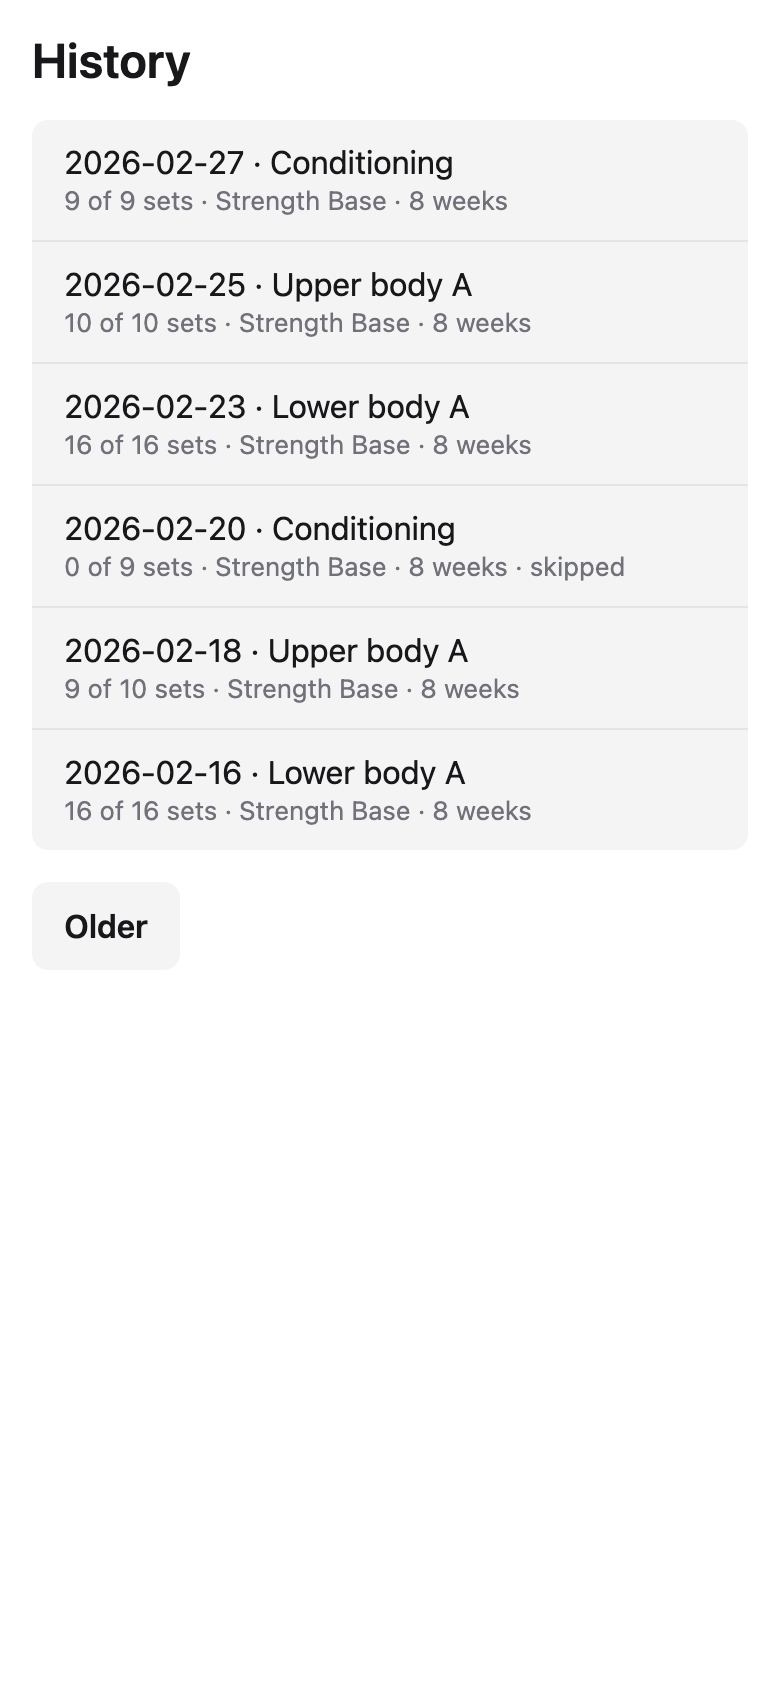 History
2026-02-27 · Conditioning
9 of 9 sets · Strength Base · 8 weeks
2026-02-25 · Upper body A
10 of 10 sets · Strength Base · 8 weeks
2026-02-23 · Lower body A
16 of 16 sets · Strength Base · 8 weeks
2026-02-20 · Conditioning
0 of 9 sets · Strength Base · 8 weeks · skipped
2026-02-18 · Upper body A
9 of 10 sets · Strength Base · 8 weeks
2026-02-16 · Lower body A
16 of 16 sets · Strength Base · 8 weeks
Older